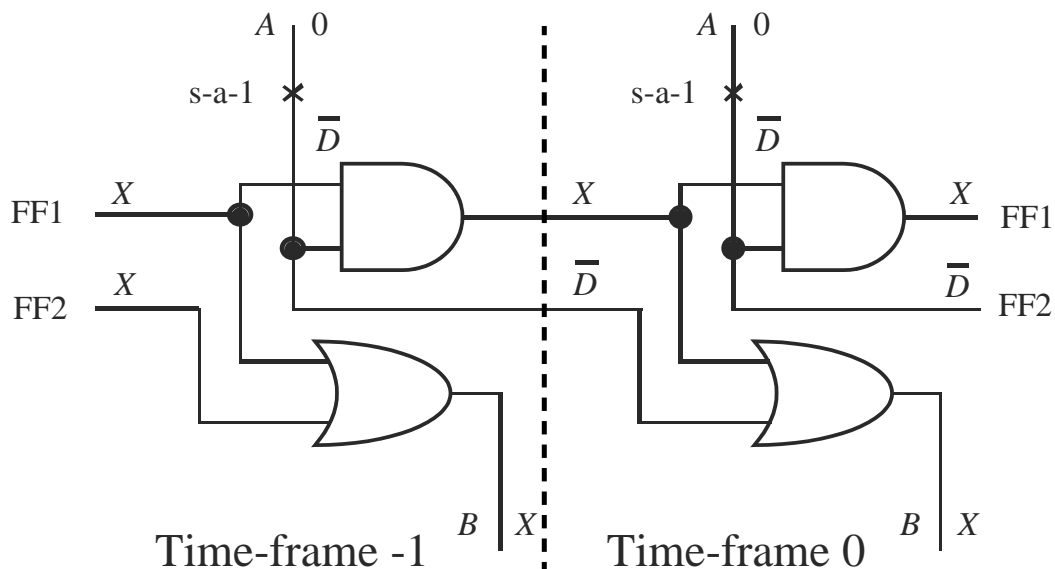 A 0
A 0
s-a-1
s-a-1
D̅
D̅
FF1
X
X
X
FF1
FF2
X
D̅
D̅
FF2
B X
B X
Time-frame -1
Time-frame 0